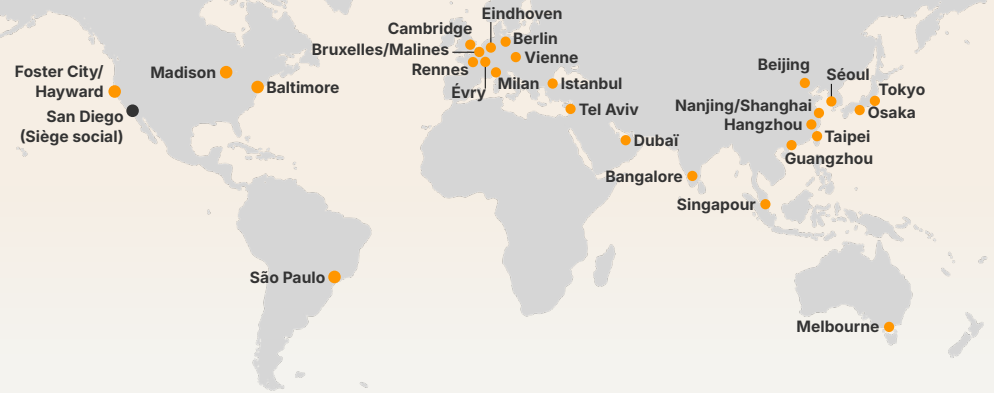 Foster City/
Hayward
San Diego
(Siège social)
Madison
Baltimore
São Paulo
Cambridge
Bruxelles/Malines
Rennes
Évry
Eindhoven
Berlin
Vienne
Milan
Istanbul
Tel Aviv
Dubaï
Bangalore
Singapour
Beijing
Séoul
Tokyo
Osaka
Nanjing/Shanghai
Hangzhou
Taipei
Guangzhou
Melbourne